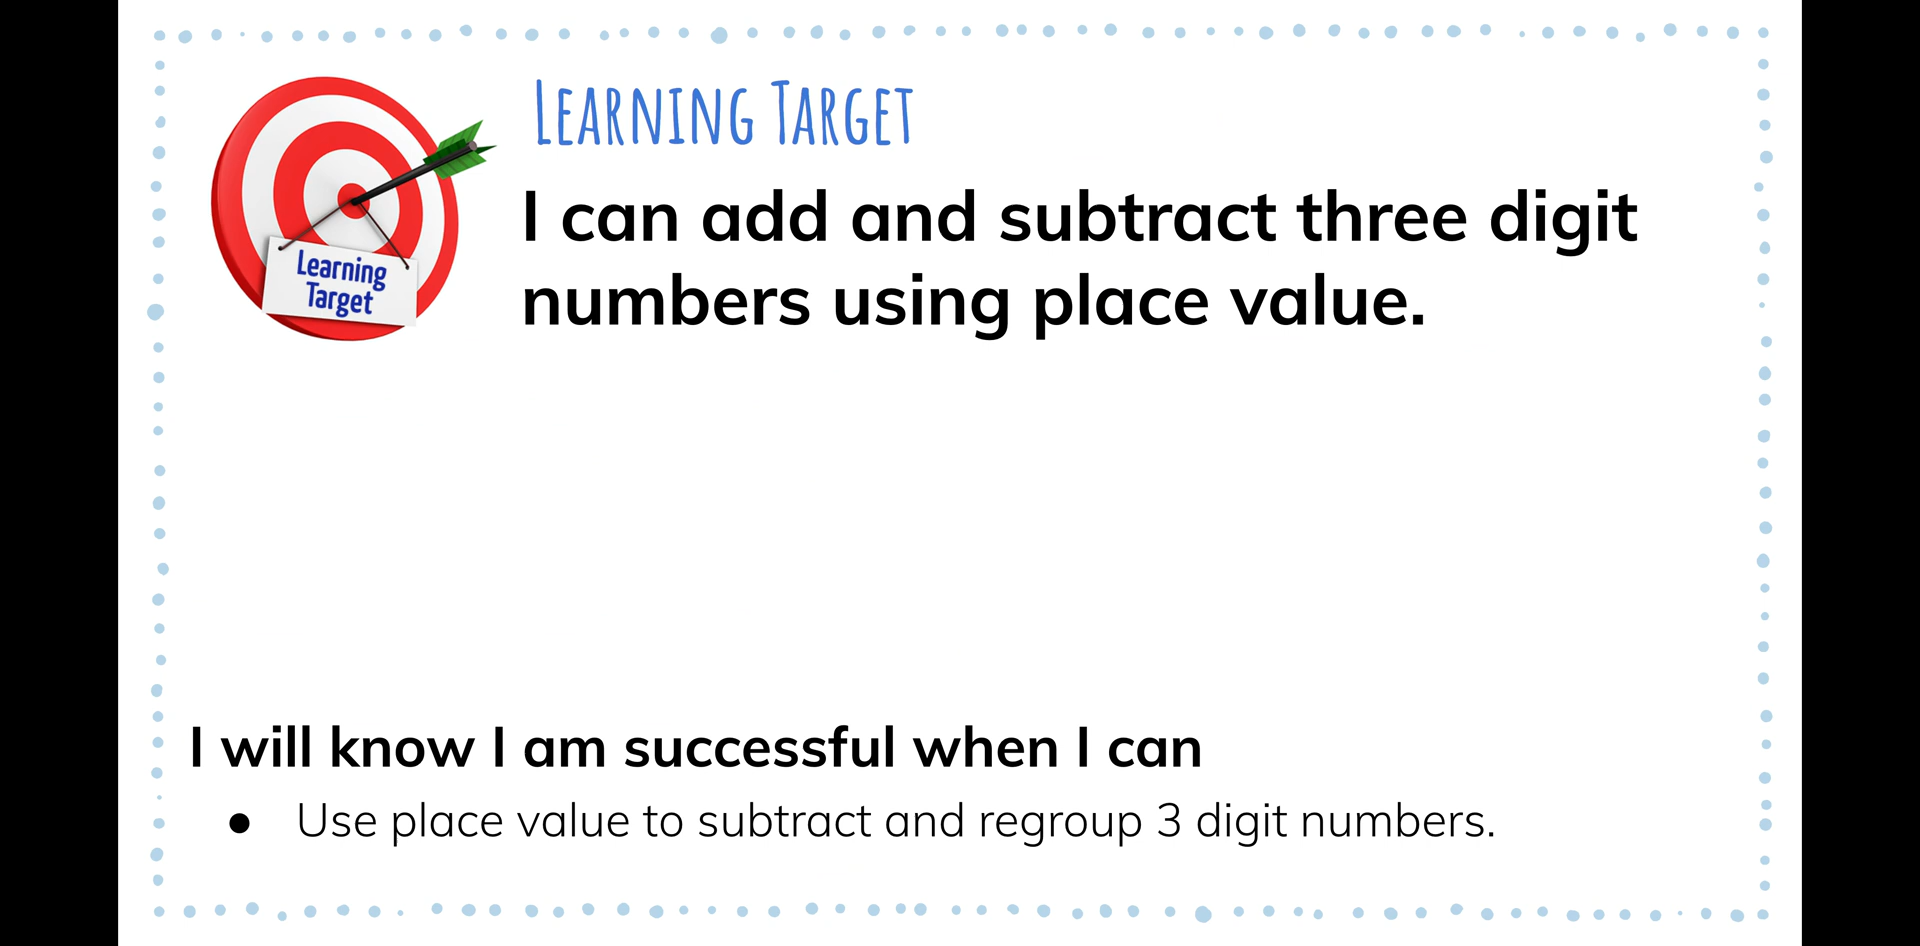 Learning Target
I can add and subtract three digit
numbers using place value.
Learning
Target
I will know I am successful when I can
● Use place value to subtract and regroup 3 digit numbers.